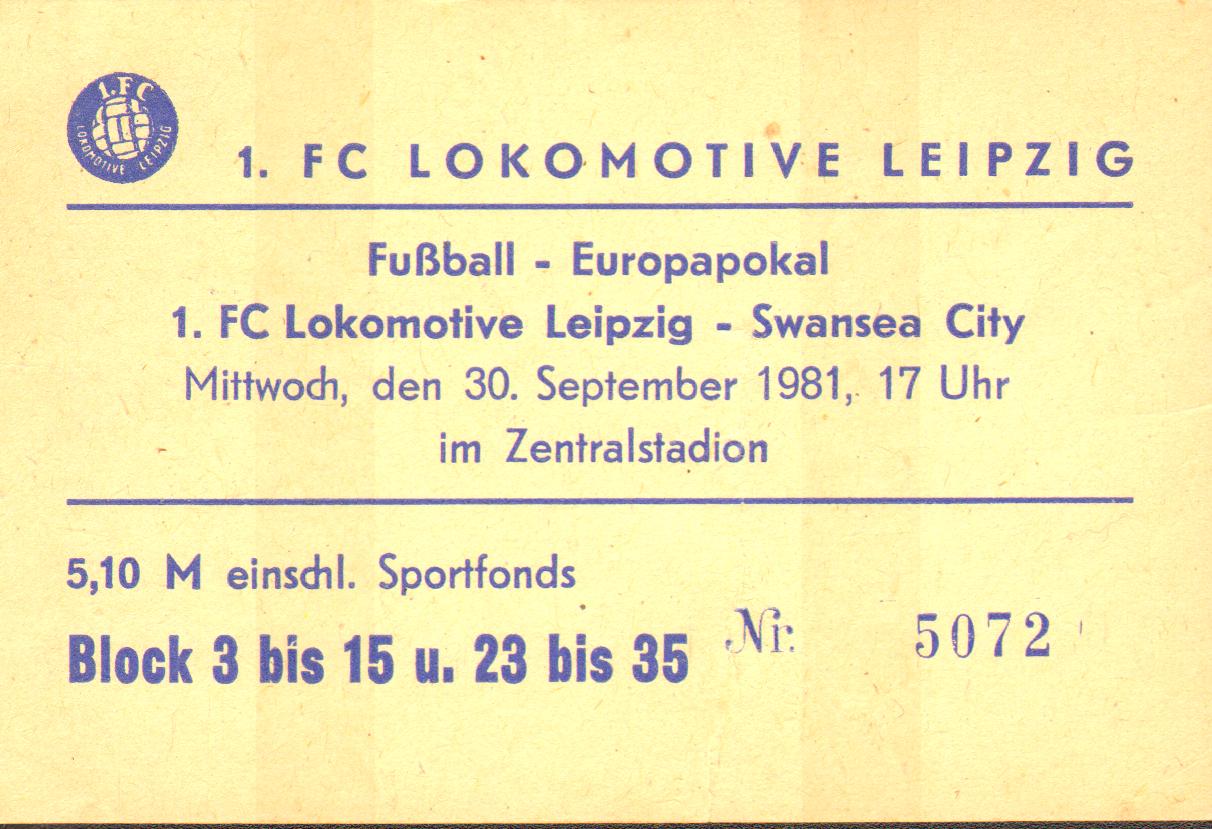 1.FC
LOKOMOTIVE LEIPZIG
1. FC LOKOMOTIVE LEIPZIG
Fußball - Europapokal
1. FC Lokomotive Leipzig - Swansea City
Mittwoch, den 30. September 1981, 17 Uhr
im Zentralstadion
5,10 M einschl. Sportfonds
Block 3 bis 15 u. 23 bis 35 Nr. 5072